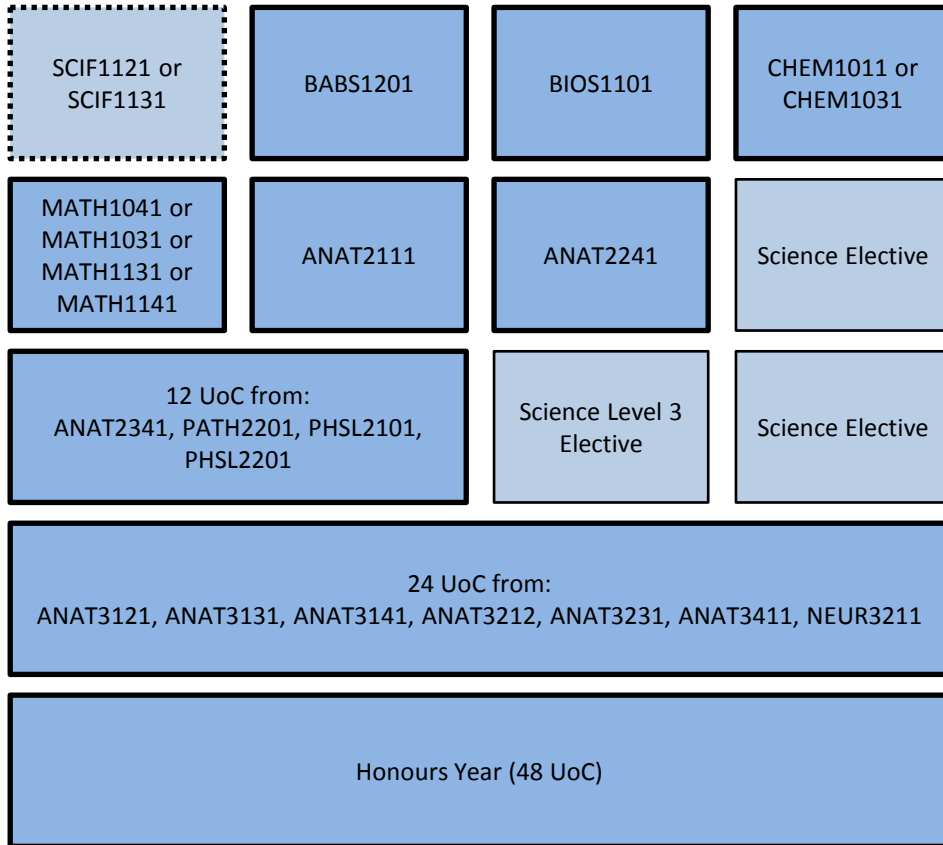 SCIF1121 or
SCIF1131
BABS1201
BIOS1101
CHEM1011 or
CHEM1031
MATH1041 or
MATH1031 or
MATH1131 or
MATH1141
ANAT2111
ANAT2241
Science Elective
12 UoC from:
ANAT2341, PATH2201, PHSL2101,
PHSL2201
Science Level 3
Elective
Science Elective
24 UoC from:
ANAT3121, ANAT3131, ANAT3141, ANAT3212, ANAT3231, ANAT3411, NEUR3211
Honours Year (48 UoC)